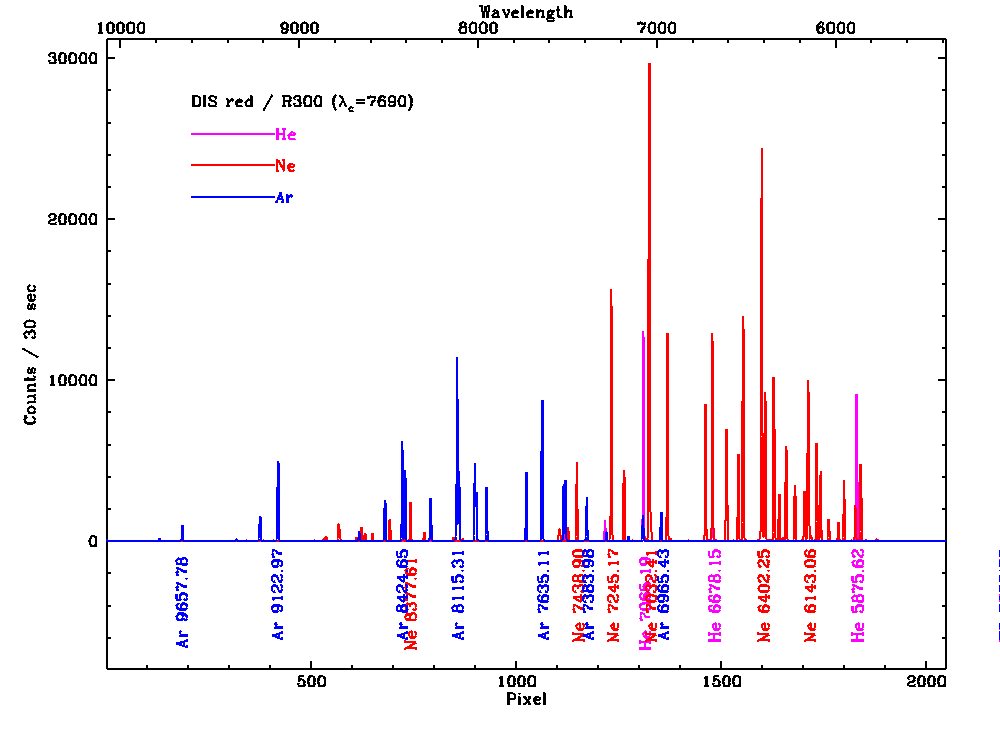 Wavelength
10000 9000 8000 7000 6000
30000
DIS red / R300 (λc=7690)
He
Ne
Ar
20000
10000
0
Counts / 30 sec
Ar 9657.78
Ar 9122.97
Ar 8424.65
Ne 8377.61
Ar 8115.31
Ar 7635.11
Ne 7438.90
Ar 7383.98
Ne 7245.17
He 7065.19
Ne 7032.41
Ar 6965.43
He 6678.15
Ne 6402.25
Ne 6143.06
He 5875.62
500 1000 1500 2000
Pixel